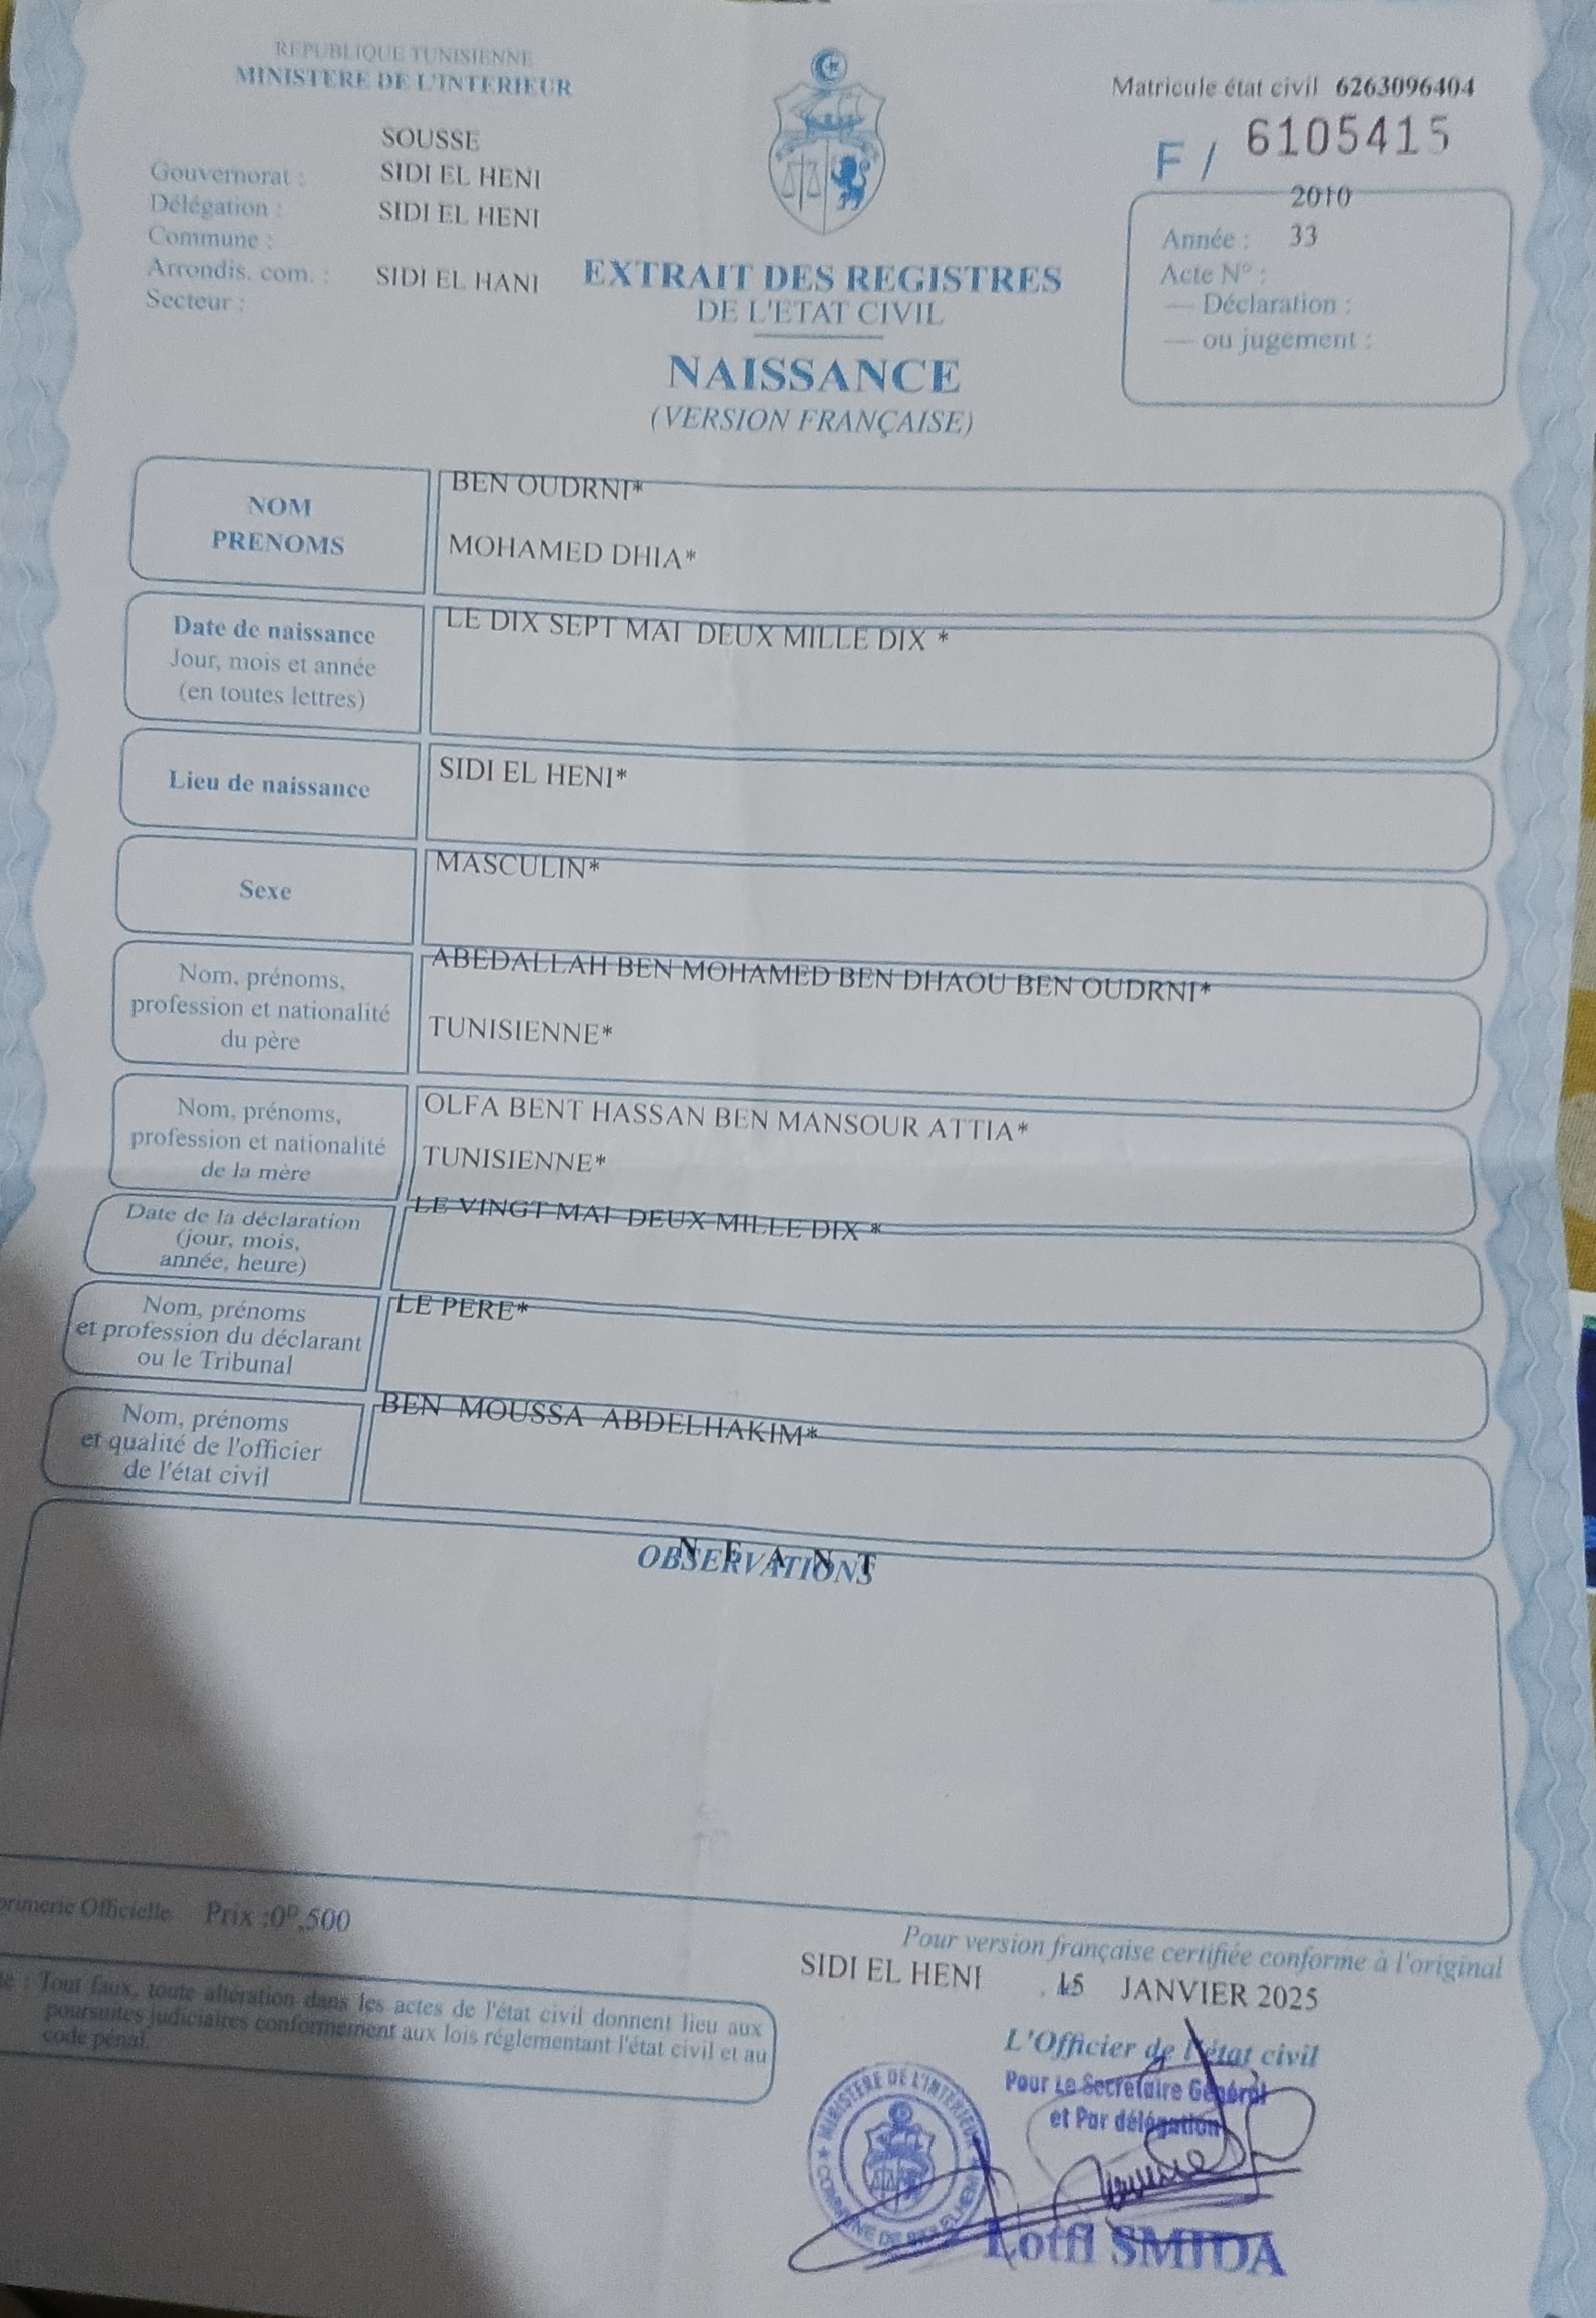 REPUBLIQUE TUNISIENNE
MINISTERE DE L'INTERIEUR
Matricule état civil 6263096404
F / 6105415
SOUSSE
Gouvernorat : SIDI EL HENI
Délégation : SIDI EL HENI
Commune :
Arrondis. com. : SIDI EL HANI
Secteur :
2010
Année : 33
Acte N° :
— Déclaration :
— ou jugement :
EXTRAIT DES REGISTRES
DE L'ETAT CIVIL
NAISSANCE
(VERSION FRANÇAISE)
NOM
PRENOMS
BEN OUDRNI*
MOHAMED DHIA*
Date de naissance
Jour, mois et année
(en toutes lettres)
LE DIX SEPT MAI DEUX MILLE DIX *
Lieu de naissance
SIDI EL HENI*
Sexe
MASCULIN*
Nom, prénoms,
profession et nationalité
du père
ABEDALLAH BEN MOHAMED BEN DHAOU BEN OUDRNI*
TUNISIENNE*
Nom, prénoms,
profession et nationalité
de la mère
OLFA BENT HASSAN BEN MANSOUR ATTIA*
TUNISIENNE*
Date de la déclaration
(jour, mois,
année, heure)
LE VINGT MAI DEUX MILLE DIX *
Nom, prénoms
et profession du déclarant
ou le Tribunal
LE PERE*
Nom, prénoms
et qualité de l'officier
de l'état civil
BEN MOUSSA ABDELHAKIM*
OBSERVATIONS
N E A N T
Officielle Prix :0ᴰ,500
Pour version française certifiée conforme à l'original
SIDI EL HENI 15 JANVIER 2025
: Tout faux, toute altération dans les actes de l'état civil donnent lieu aux
poursuites judiciaires conformément aux lois réglementant l'état civil et au
code pénal.
L'Officier de l'état civil
Pour Le Secrétaire Général
et Par délégation
MINISTERE DE L'INTERIEUR
COMMUNE DE
Lotfi SMIDA